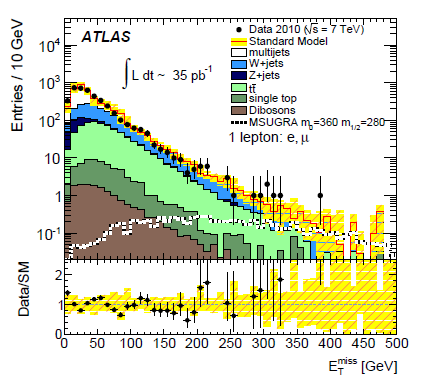 Entries / 10 GeV
10⁴
10³
10²
10
1
10⁻¹
ATLAS
∫ L dt ~ 35 pb⁻¹
Data 2010 (√s = 7 TeV)
Standard Model
multijets
W+jets
Z+jets
tt̄
single top
Dibosons
MSUGRA m₀=360 m₁/₂=280
1 lepton: e, μ
Data/SM
2
1
0
0 50 100 150 200 250 300 350 400 450 500
E_T^miss [GeV]